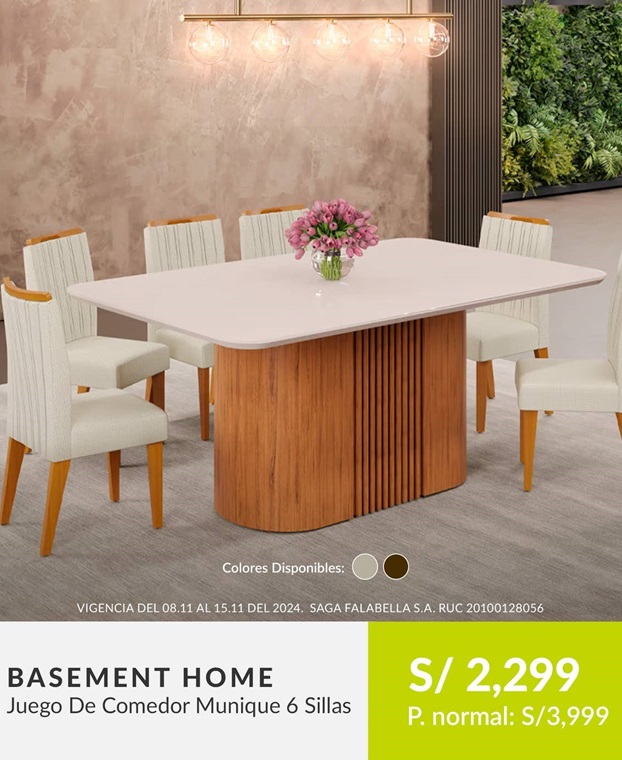 Colores Disponibles:
VIGENCIA DEL 08.11 AL 15.11 DEL 2024. SAGA FALABELLA S.A. RUC 20100128056
BASEMENT HOME
Juego De Comedor Munique 6 Sillas
S/ 2,299
P. normal: S/3,999